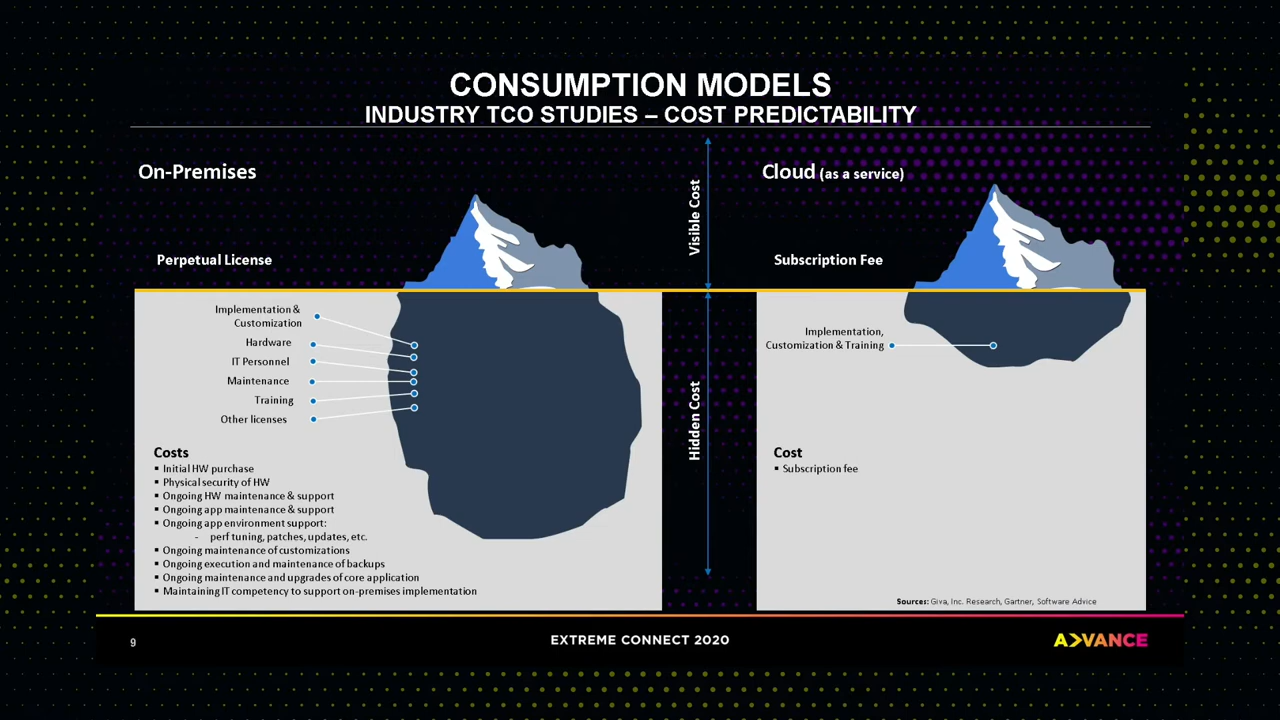 CONSUMPTION MODELS
INDUSTRY TCO STUDIES – COST PREDICTABILITY
On-Premises
Perpetual License
Implementation &
Customization
Hardware
IT Personnel
Maintenance
Training
Other licenses
Costs
▪ Initial HW purchase
▪ Physical security of HW
▪ Ongoing HW maintenance & support
▪ Ongoing app maintenance & support
▪ Ongoing app environment support:
- perf tuning, patches, updates, etc.
▪ Ongoing maintenance of customizations
▪ Ongoing execution and maintenance of backups
▪ Ongoing maintenance and upgrades of core application
▪ Maintaining IT competency to support on-premises implementation
Visible Cost
Hidden Cost
Cloud (as a service)
Subscription Fee
Implementation,
Customization & Training
Cost
▪ Subscription fee
Sources: Giva, Inc. Research, Gartner, Software Advice
9
EXTREME CONNECT 2020
ADVANCE